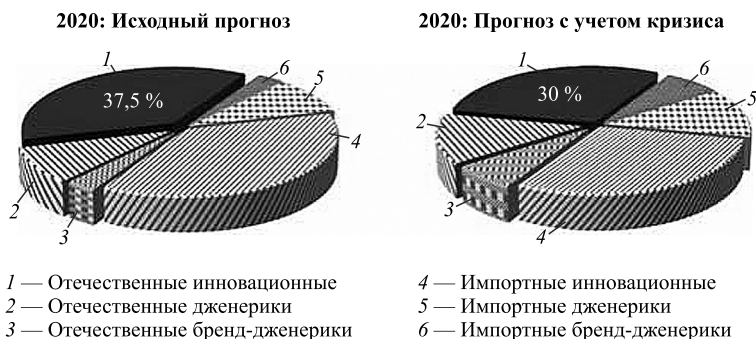 2020: Исходный прогноз
2020: Прогноз с учетом кризиса
1
6
5
37,5 %
4
2
3
1
6
5
30 %
2
3
4
1 — Отечественные инновационные
2 — Отечественные дженерики
3 — Отечественные бренд-дженерики
4 — Импортные инновационные
5 — Импортные дженерики
6 — Импортные бренд-дженерики